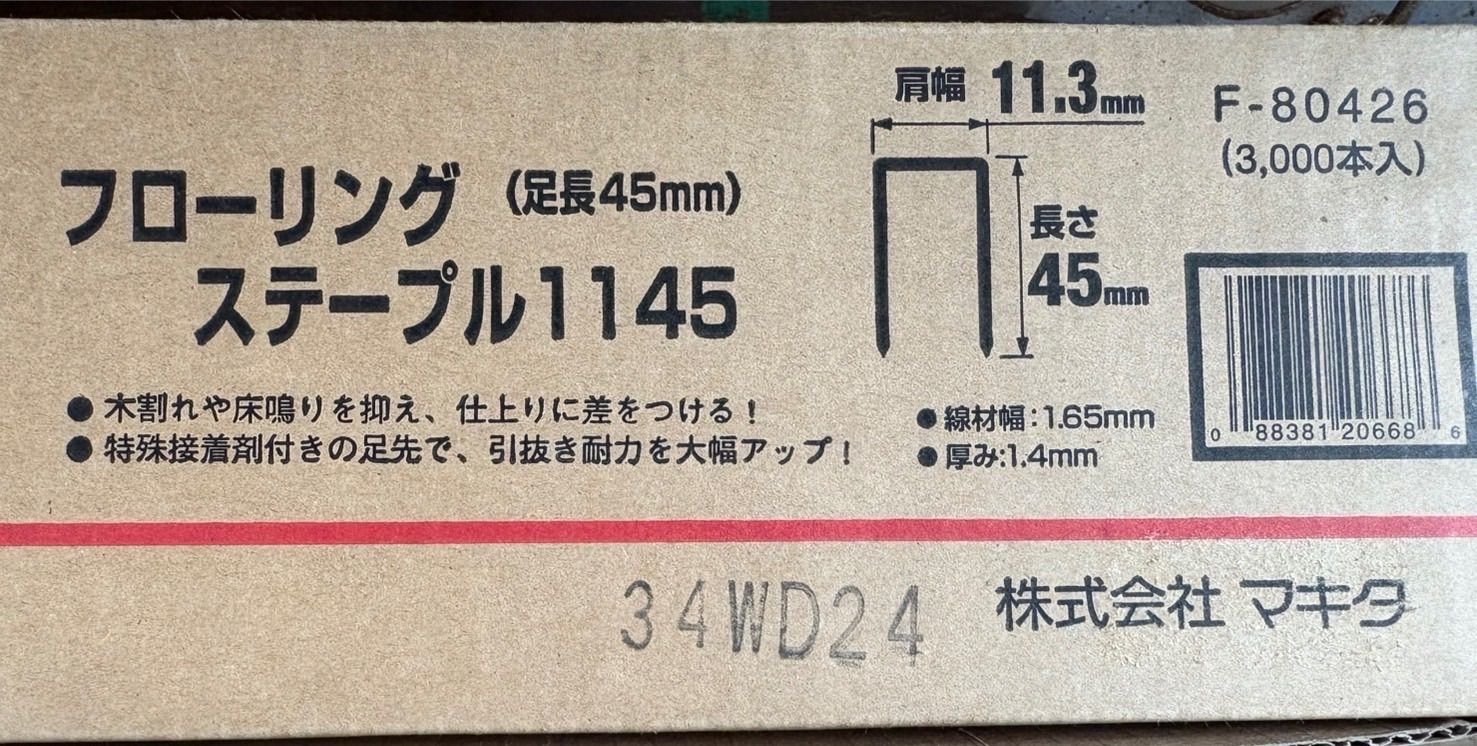 フローリング (足長45mm)
ステープル1145
●木割れや床鳴りを抑え、仕上りに差をつける！
●特殊接着剤付きの足先で、引抜き耐力を大幅アップ！
肩幅 11.3mm
長さ
45mm
●線材幅:1.65mm
●厚み:1.4mm
F-80426
(3,000本入)
0 88381 20668 6
34WD24
株式会社 マキタ